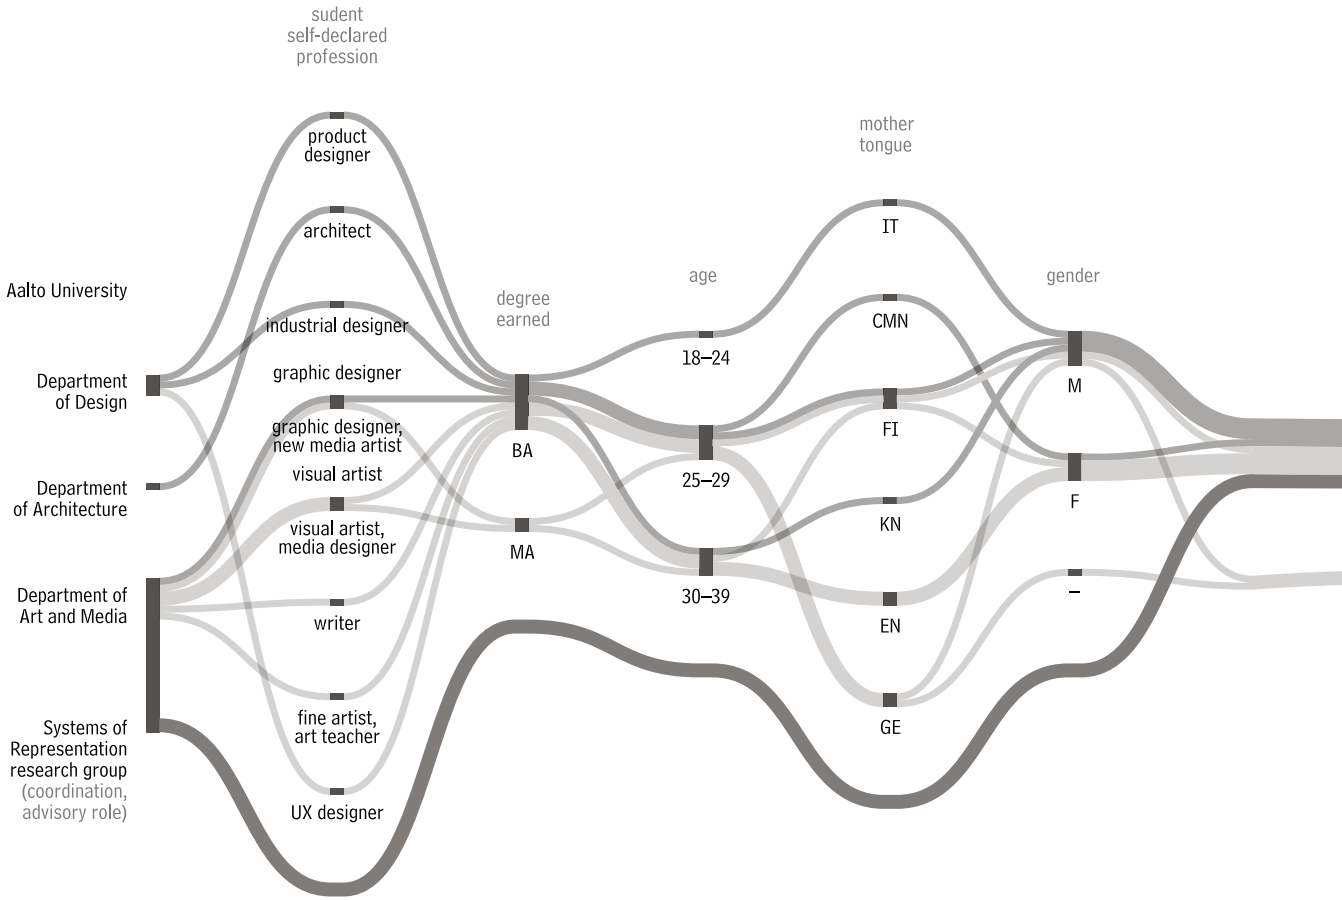 sudent
self-declared
profession
product
designer
architect
industrial designer
graphic designer
graphic designer,
new media artist
visual artist
visual artist,
media designer
writer
fine artist,
art teacher
UX designer
Aalto University
Department
of Design
Department
of Architecture
Department of
Art and Media
Systems of
Representation
research group
(coordination,
advisory role)
degree
earned
BA
MA
age
18–24
25–29
30–39
mother
tongue
IT
CMN
FI
KN
EN
GE
gender
M
F
–